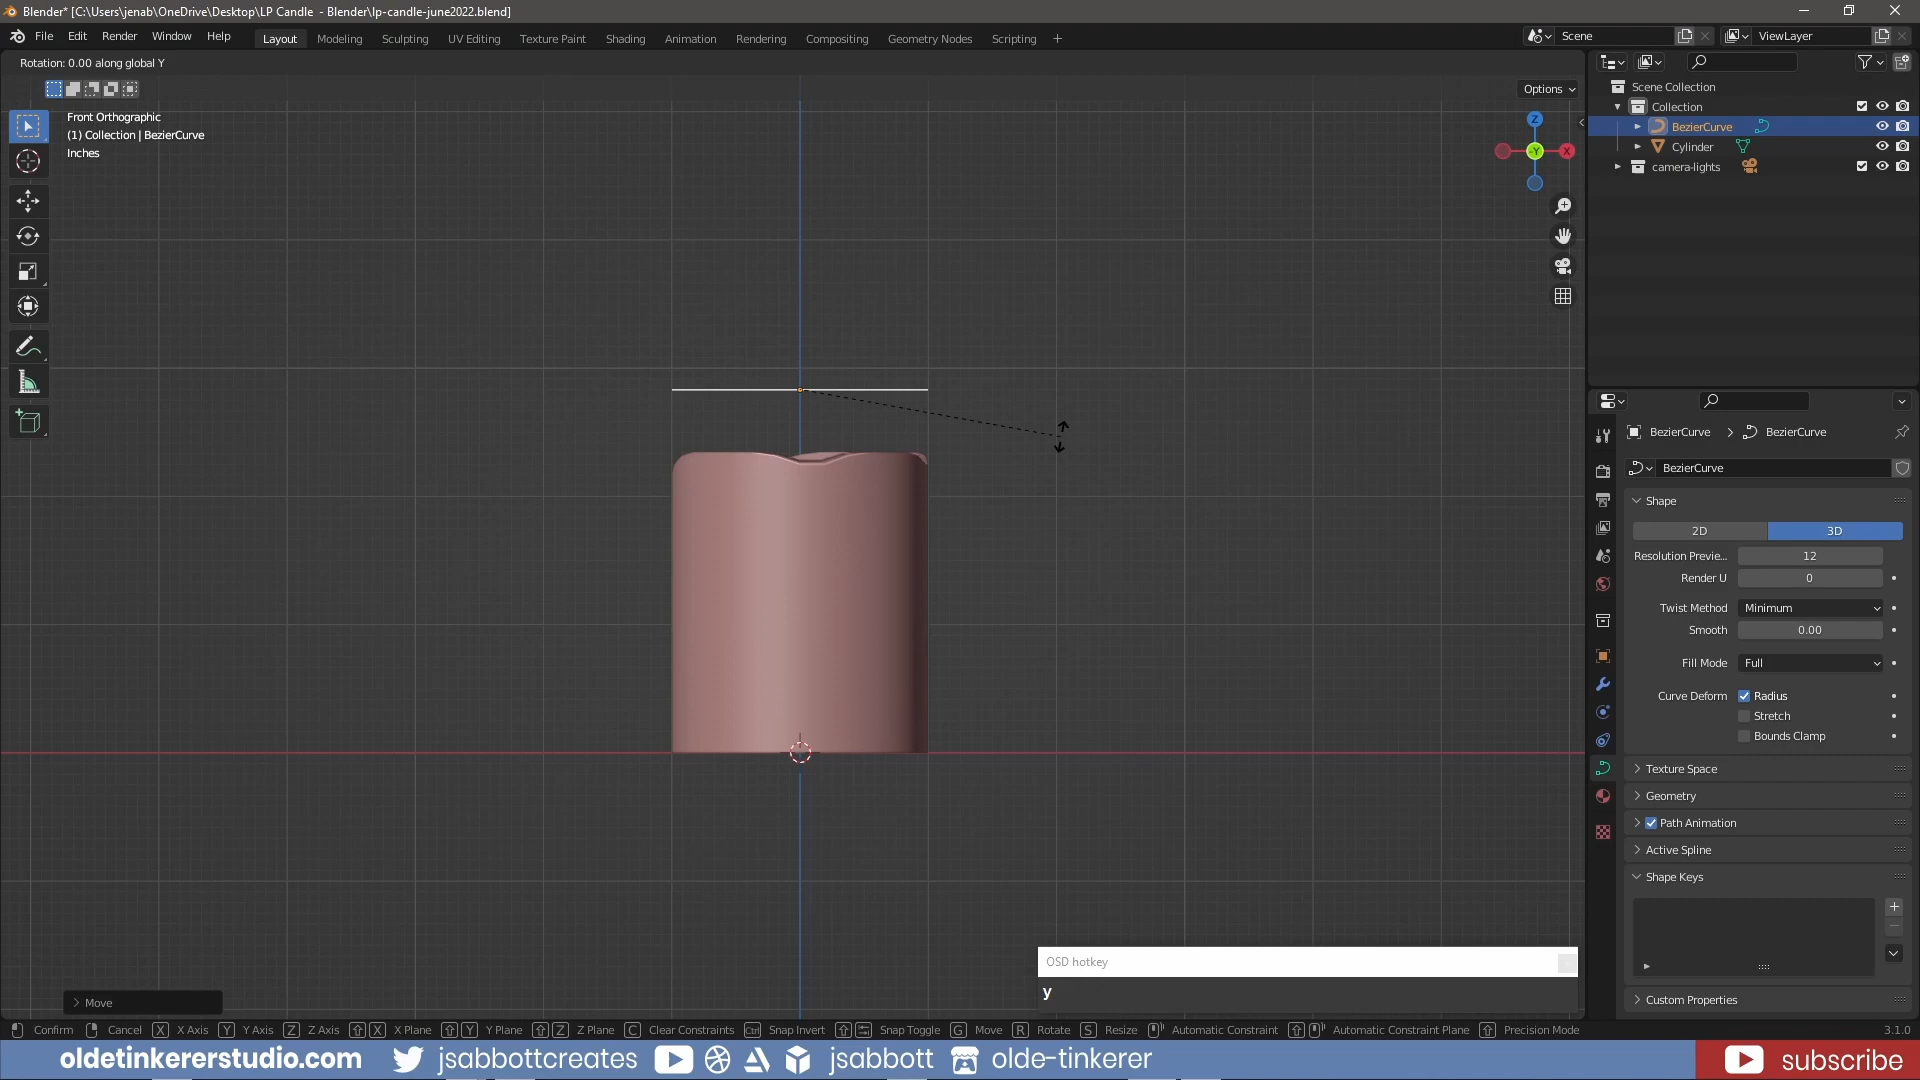 Blender* [C:\Users\jenab\OneDrive\Desktop\LP Candle - Blender\lp-candle-june2022.blend]
File Edit Render Window Help Layout Modeling Sculpting UV Editing Texture Paint Shading Animation Rendering Compositing Geometry Nodes Scripting Scene ViewLayer
Rotation: 0.00 along global Y
Options
Front Orthographic
(1) Collection | BezierCurve
Inches
Z
-Y
X
Scene Collection
Collection
BezierCurve
Cylinder
camera-lights
BezierCurve > BezierCurve
BezierCurve
Shape
2D 3D
Resolution Previe... 12
Render U 0
Twist Method Minimum
Smooth 0.00
Fill Mode Full
Curve Deform Radius
Stretch
Bounds Clamp
Texture Space
Geometry
Path Animation
Active Spline
Shape Keys
Custom Properties
OSD hotkey
y
Move
Confirm Cancel X X Axis Y Y Axis Z Z Axis X X Plane Y Y Plane Z Z Plane C Clear Constraints Ctrl Snap Invert Snap Toggle G Move R Rotate S Resize Automatic Constraint Automatic Constraint Plane Precision Mode 3.1.0
oldetinkererstudio.com jsabbottcreates jsabbott olde-tinkerer subscribe